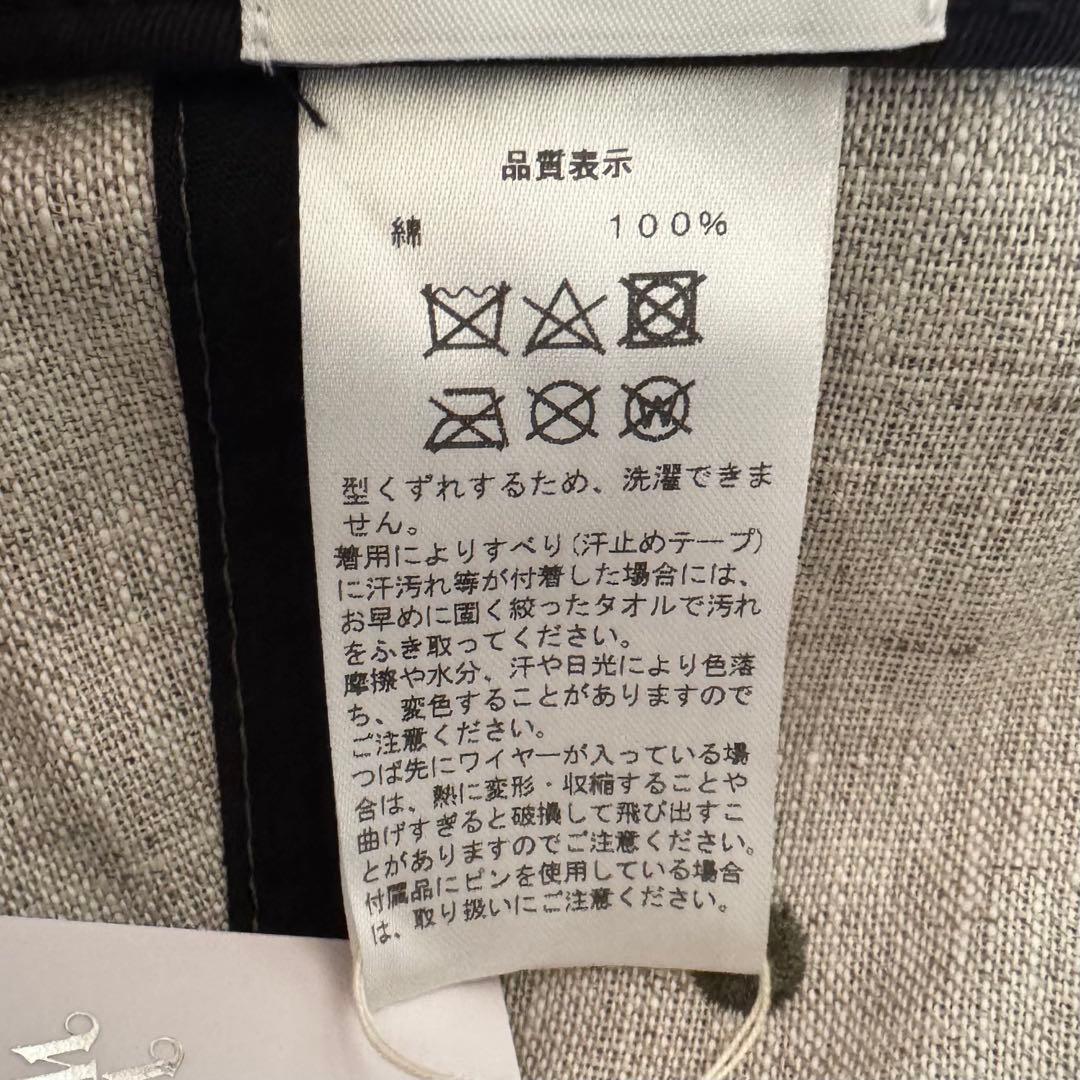 品質表示
綿 100%
W
型くずれするため、洗濯できま
せん。
着用によりすべり(汗止めテープ)
に汗汚れ等が付着した場合には、
お早めに固く絞ったタオルで汚れ
をふき取ってください。
摩擦や水分、汗や日光により色落
ち、変色することがありますので
ご注意ください。
つば先にワイヤーが入っている場
合は、熱に変形・収縮することや
曲げすぎると破損して飛び出すこ
とがありますのでご注意ください。
付属品にピンを使用している場合
は、取り扱いにご注意ください。